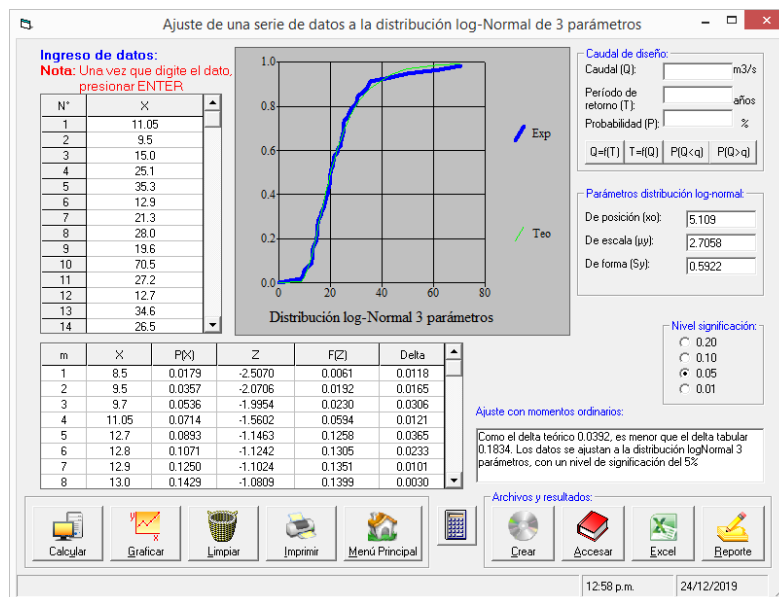 Ajuste de una serie de datos a la distribución log-Normal de 3 parámetros
Ingreso de datos:
Nota: Una vez que digite el dato,
presionar ENTER
N° X
1 11.05
2 9.5
3 15.0
4 25.1
5 35.3
6 12.9
7 21.3
8 28.0
9 19.6
10 70.5
11 27.2
12 12.7
13 34.6
14 26.5
1.0
0.8
0.6
0.4
0.2
0.0
0 20 40 60 80
Exp
Teo
Distribución log-Normal 3 parámetros
Caudal de diseño:
Caudal (Q): m3/s
Período de
retorno (T): años
Probabilidad (P): %
Q=f(T) T=f(Q) P(Q<q) P(Q>q)
Parámetros distribución log-normal:
De posición (xo): 5.109
De escala (μy): 2.7058
De forma (Sy): 0.5922
Nivel significación:
0.20
0.10
0.05
0.01
m X P(X) Z F(Z) Delta
1 8.5 0.0179 -2.5070 0.0061 0.0118
2 9.5 0.0357 -2.0706 0.0192 0.0165
3 9.7 0.0536 -1.9954 0.0230 0.0306
4 11.05 0.0714 -1.5602 0.0594 0.0121
5 12.7 0.0893 -1.1463 0.1258 0.0365
6 12.8 0.1071 -1.1242 0.1305 0.0233
7 12.9 0.1250 -1.1024 0.1351 0.0101
8 13.0 0.1429 -1.0809 0.1399 0.0030
Ajuste con momentos ordinarios:
Como el delta teórico 0.0392, es menor que el delta tabular
0.1834. Los datos se ajustan a la distribución logNormal 3
parámetros, con un nivel de significación del 5%
Calcular Graficar Limpiar Imprimir Menú Principal
Archivos y resultados:
Crear Accesar Excel Reporte
12:58 p.m. 24/12/2019